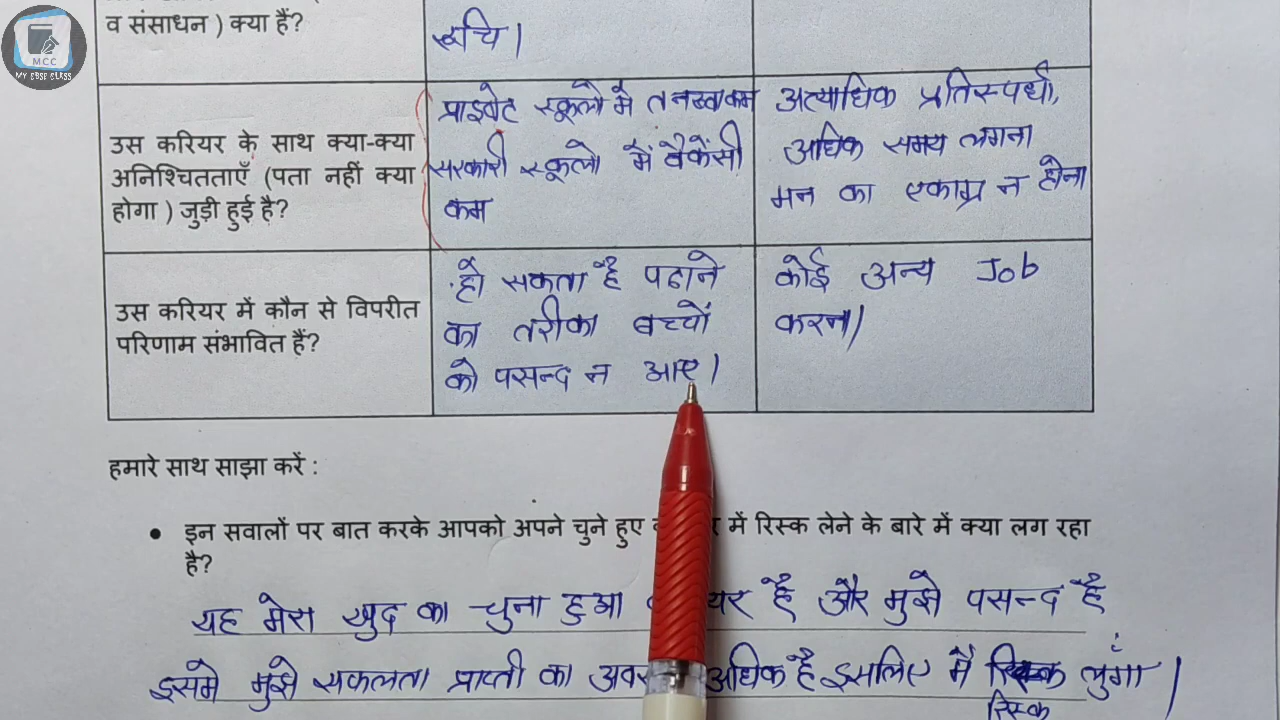 MCC
MY CBSE CLASS
व संसाधन ) क्या हैं?
रुचि।
उस करियर के साथ क्या-क्या
अनिश्चितताएँ (पता नहीं क्या
होगा ) जुड़ी हुई है?
प्राइवेट स्कूलो मे तनख्वा कम
सरकारी स्कूलो में वैकेंसी
कम
अत्याधिक प्रतिस्पर्धा,
अधिक समय लगना
मन का एकाग्र न होना
उस करियर में कौन से विपरीत
परिणाम संभावित हैं?
हो सकता है पढाने
का तरीका बच्चों
को पसन्द न आए।
कोई अन्य Job
करना।
हमारे साथ साझा करें :
• इन सवालों पर बात करके आपको अपने चुने हुए में रिस्क लेने के बारे में क्या लग रहा
है?
यह मेरा खुद का चुना हुआ है और मुझे पसन्द है
इसमे मुझे सफलता प्राप्ती का अधिक है इसलिए मैं रिस्क लुंगा।
रिस्क